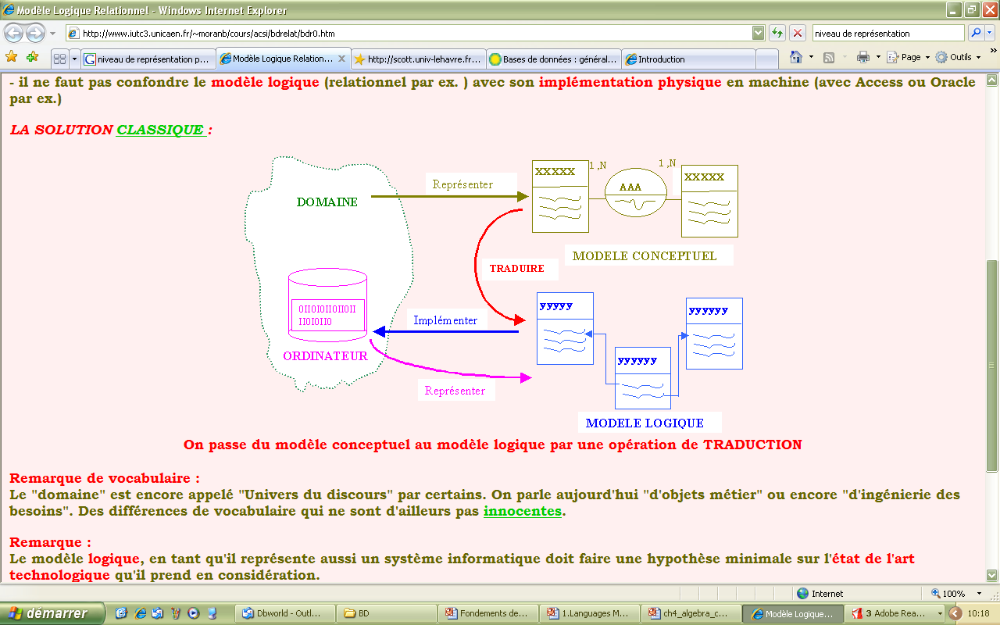 Modèle Logique Relationnel - Windows Internet Explorer
http://www.iutc3.unicaen.fr/~moranb/cours/acsi/bdrelat/bdr0.htm
niveau de représentation
niveau de représentation p...
Modèle Logique Relation...
http://scott.univ-lehavre.fr...
Bases de données : général...
Introduction
Page
Outils
- il ne faut pas confondre le modèle logique (relationnel par ex. ) avec son implémentation physique en machine (avec Access ou Oracle
par ex.)
LA SOLUTION CLASSIQUE :
DOMAINE
Représenter
XXXXX
1 ,N
AAA
1 ,N
XXXXX
MODELE CONCEPTUEL
TRADUIRE
0110101101101
11010110
ORDINATEUR
Implémenter
Représenter
yyyyy
yyyyyy
yyyyyy
MODELE LOGIQUE
On passe du modèle conceptuel au modèle logique par une opération de TRADUCTION
Remarque de vocabulaire :
Le "domaine" est encore appelé "Univers du discours" par certains. On parle aujourd'hui "d'objets métier" ou encore "d'ingénierie des
besoins". Des différences de vocabulaire qui ne sont d'ailleurs pas innocentes.
Remarque :
Le modèle logique, en tant qu'il représente aussi un système informatique doit faire une hypothèse minimale sur l'état de l'art
technologique qu'il prend en considération.
Internet
100%
démarrer
Dbworld - Outl...
BD
Fondements de...
1.Languages M...
ch4_algebra_c...
Modèle Logique...
3 Adobe Rea...
10:18